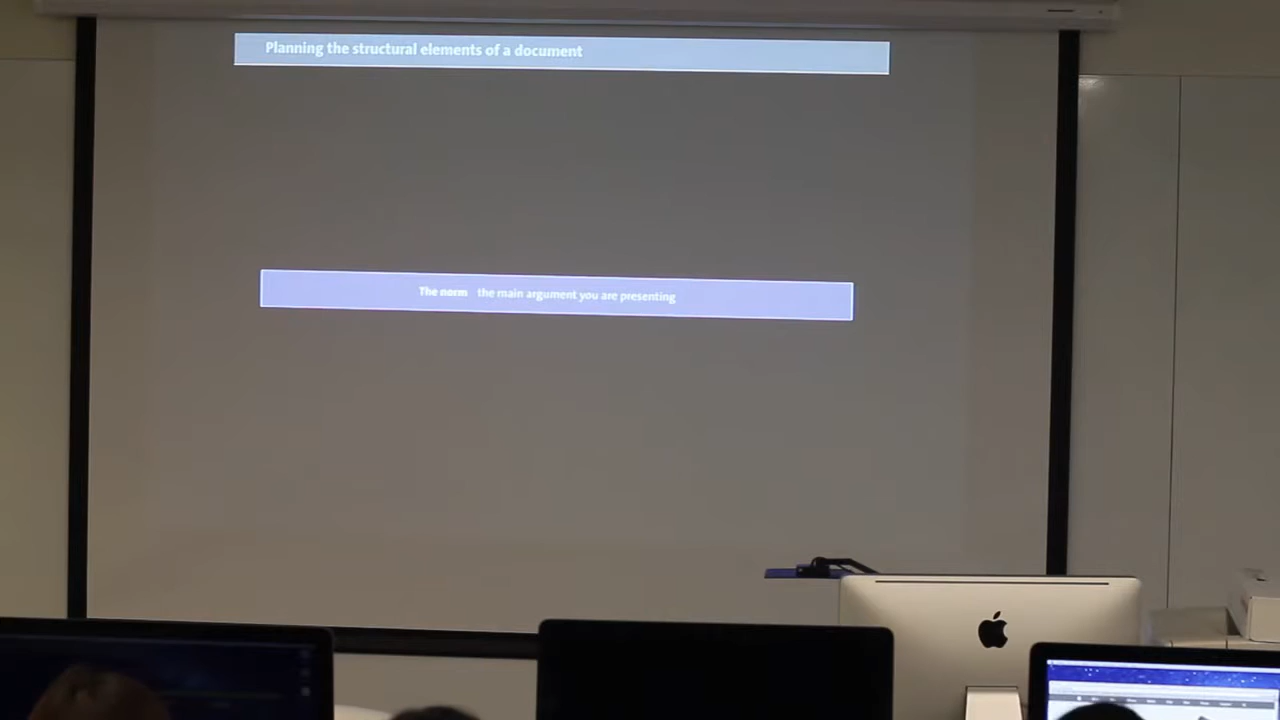 Planning the structural elements of a document
The norm the main argument you are presenting